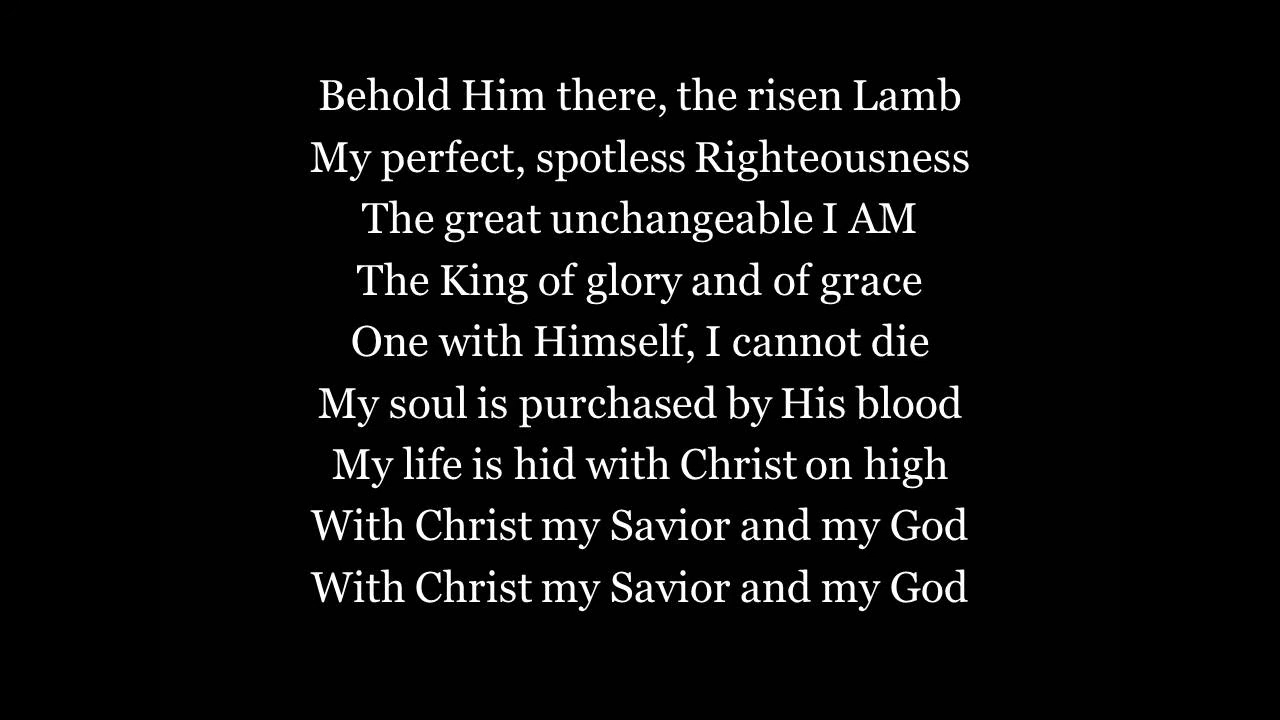 Behold Him there, the risen Lamb
My perfect, spotless Righteousness
The great unchangeable I AM
The King of glory and of grace
One with Himself, I cannot die
My soul is purchased by His blood
My life is hid with Christ on high
With Christ my Savior and my God
With Christ my Savior and my God